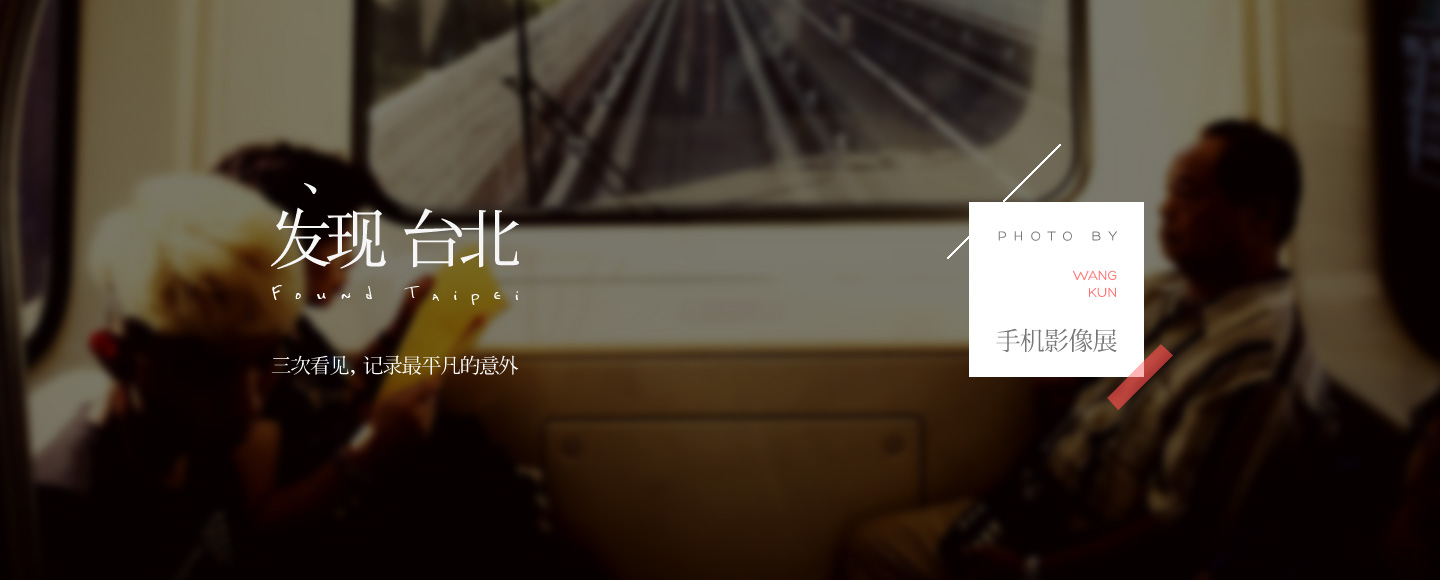 发现 台北
Found Taipei
三次看见，记录最平凡的意外
PHOTO BY
WANG
KUN
手机影像展